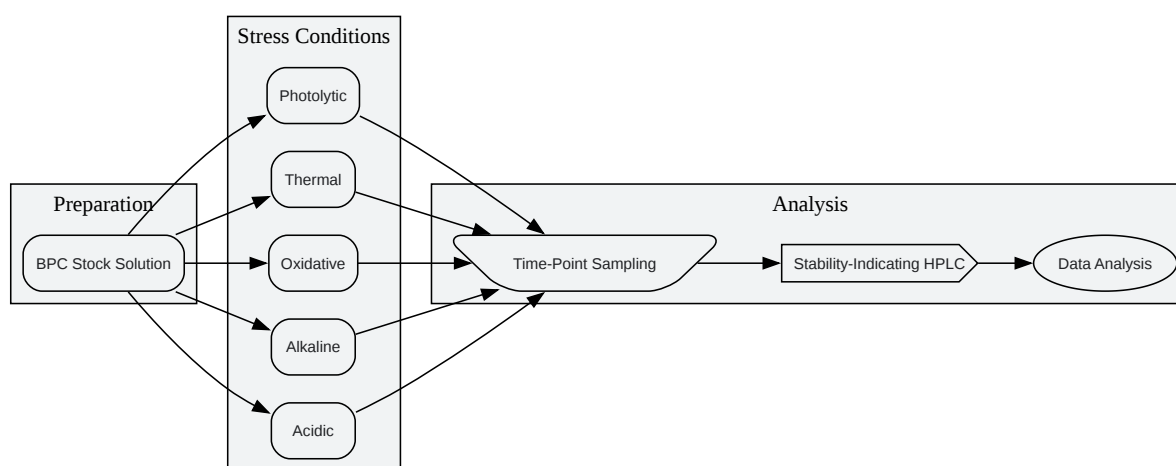 Stress Conditions
Photolytic
Thermal
Preparation
Analysis
BPC Stock Solution
Oxidative
Time-Point Sampling
Stability-Indicating HPLC
Data Analysis
Alkaline
Acidic